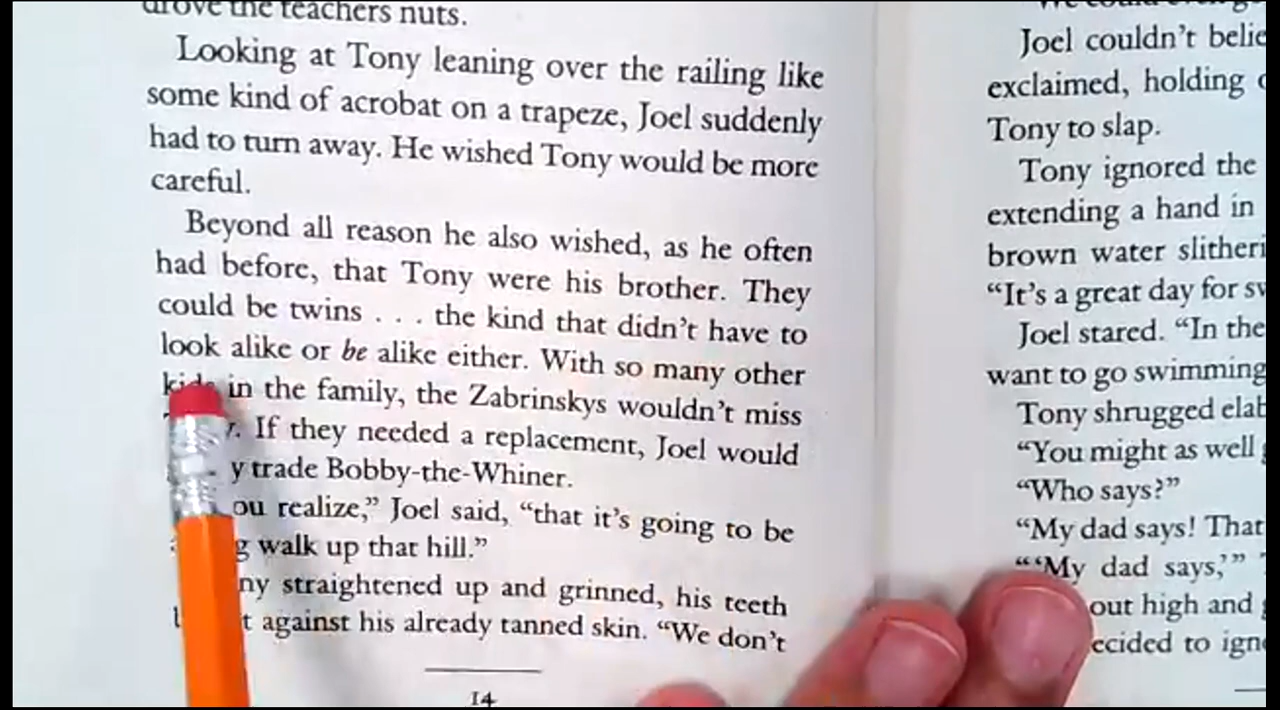 drove the teachers nuts.
Looking at Tony leaning over the railing like
some kind of acrobat on a trapeze, Joel suddenly
had to turn away. He wished Tony would be more
careful.
Beyond all reason he also wished, as he often
had before, that Tony were his brother. They
could be twins . . . the kind that didn't have to
look alike or be alike either. With so many other
kids in the family, the Zabrinskys wouldn't miss
If they needed a replacement, Joel would
trade Bobby-the-Whiner.
realize,” Joel said, “that it's going to be
walk up that hill.”
straightened up and grinned, his teeth
against his already tanned skin. “We don't
14
Joel couldn't
exclaimed, holding
Tony to slap.
Tony ignored the
extending a hand in
brown water
“It's a great day for
Joel stared. “In the
want to go swimming
Tony shrugged
“You might as well
“Who says?”
“My dad says! That
“‘My dad says,’”
out high and
to